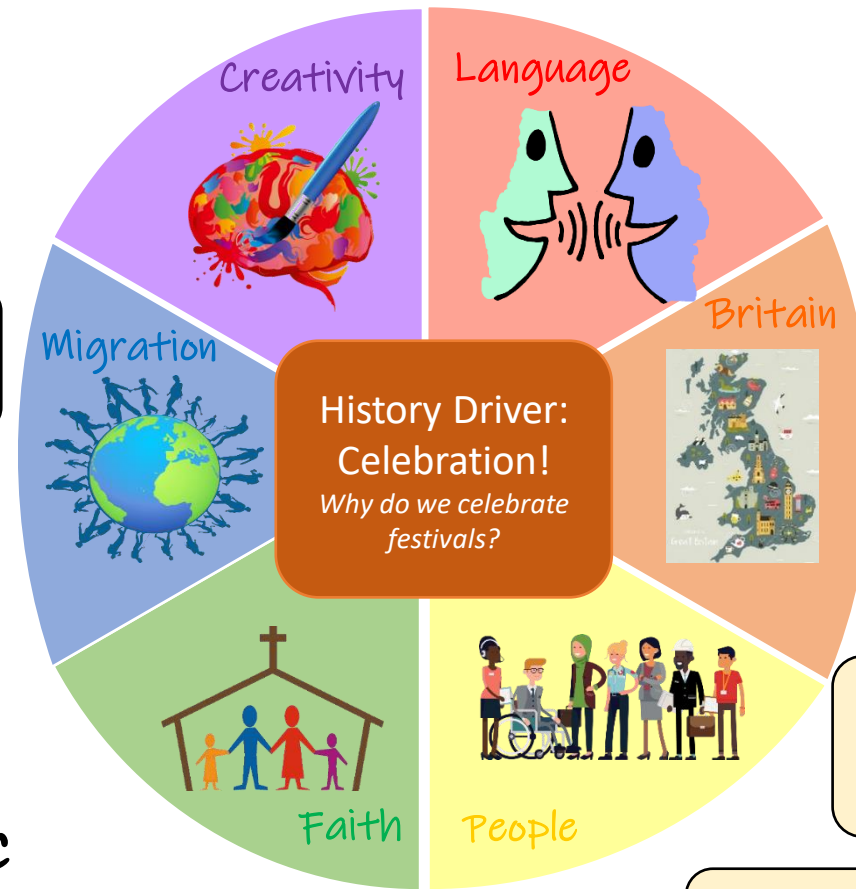 Creativity
Language
Migration
Britain
History Driver:
Celebration!
Why do we celebrate
festivals?
Faith
People
c